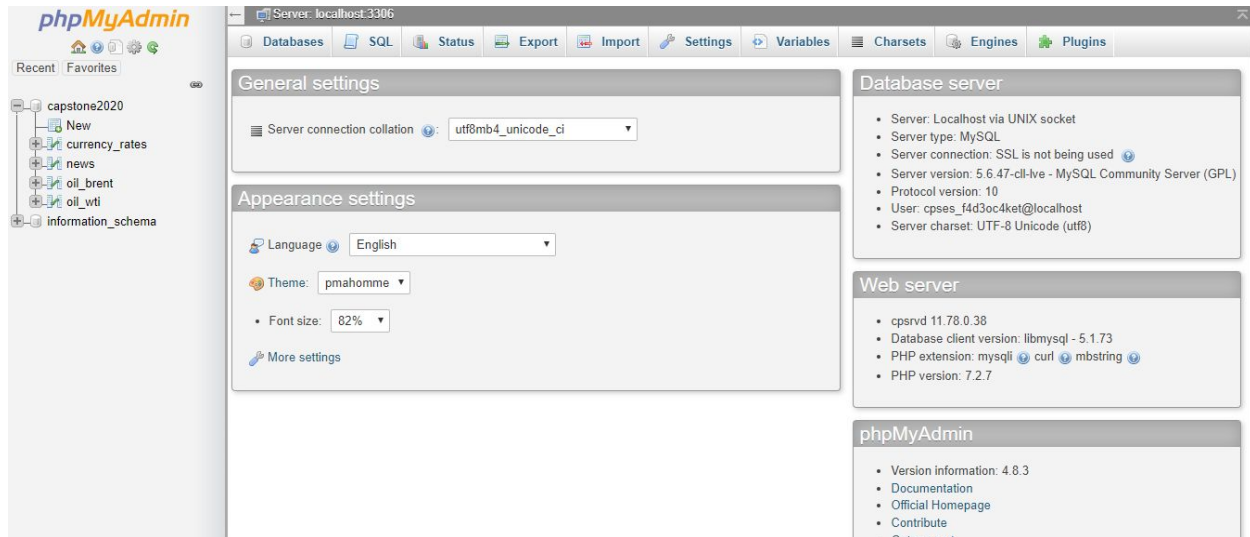 phpMyAdmin
Recent Favorites
capstone2020
New
currency_rates
news
oil_brent
oil_wti
information_schema
Server: localhost:3306
Databases SQL Status Export Import Settings Variables Charsets Engines Plugins
General settings
Server connection collation : utf8mb4_unicode_ci
Appearance settings
Language English
Theme: pmahomme
• Font size: 82%
More settings
Database server
• Server: Localhost via UNIX socket
• Server type: MySQL
• Server connection: SSL is not being used
• Server version: 5.6.47-cll-lve - MySQL Community Server (GPL)
• Protocol version: 10
• User: cpses_f4d3oc4ket@localhost
• Server charset: UTF-8 Unicode (utf8)
Web server
• cpsrvd 11.78.0.38
• Database client version: libmysql - 5.1.73
• PHP extension: mysqli curl mbstring
• PHP version: 7.2.7
phpMyAdmin
• Version information: 4.8.3
• Documentation
• Official Homepage
• Contribute